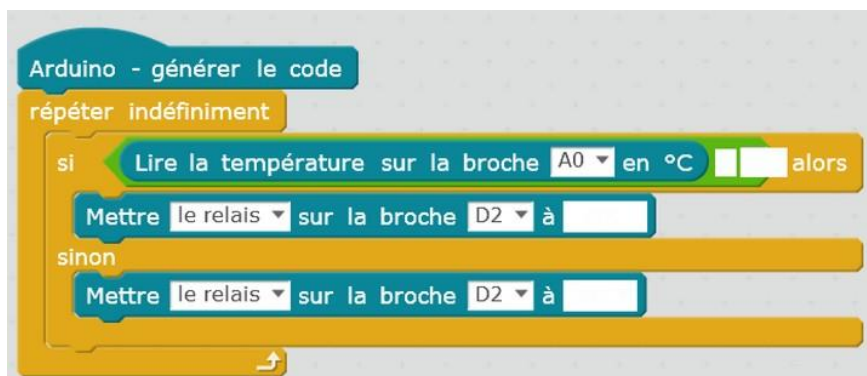 Arduino - générer le code
répéter indéfiniment
si Lire la température sur la broche A0 en °C alors
Mettre le relais sur la broche D2 à
sinon
Mettre le relais sur la broche D2 à